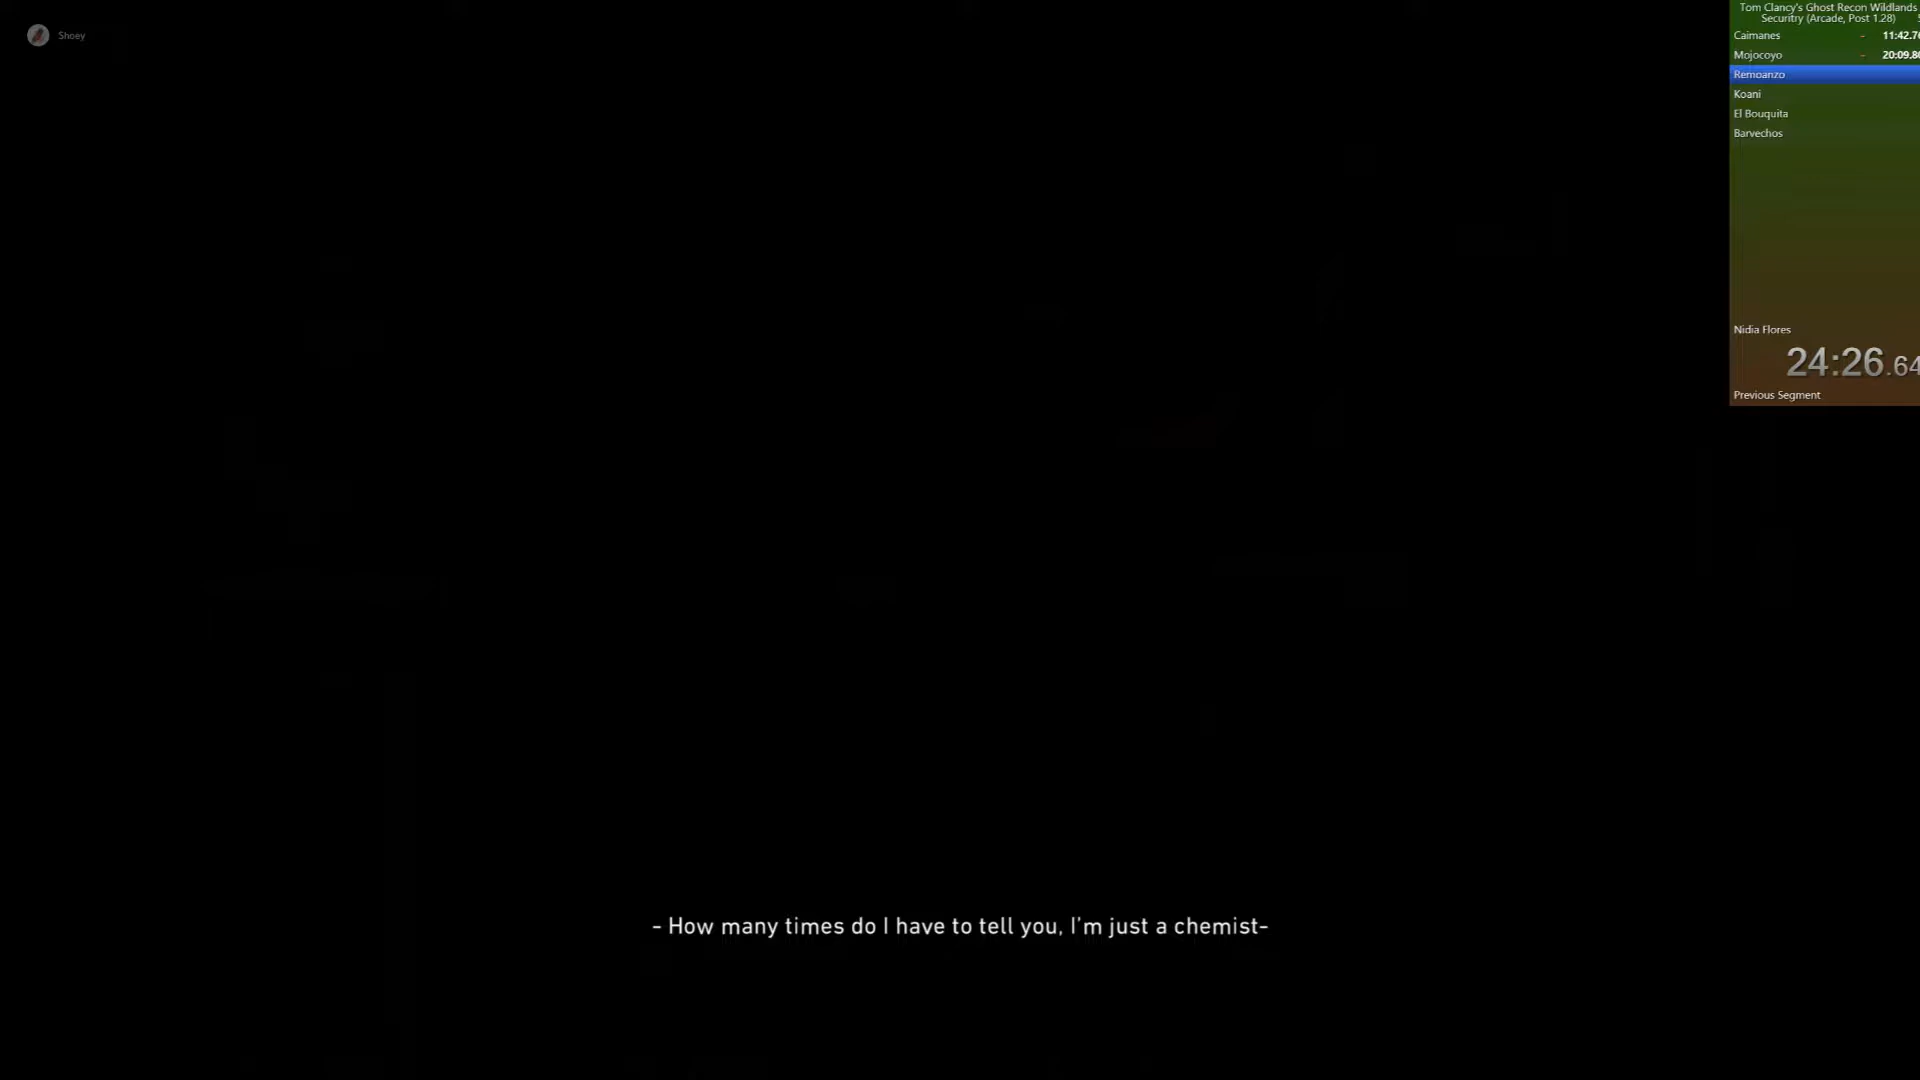 Shoey
Tom Clancy's Ghost Recon Wildlands
Securitry (Arcade, Post 1.28)
Caimanes - 11:42.76
Mojocoyo - 20:09.80
Remoanzo
Koani
El Bouquita
Barvechos
Nidia Flores
24:26.64
Previous Segment
- How many times do I have to tell you, I'm just a chemist-